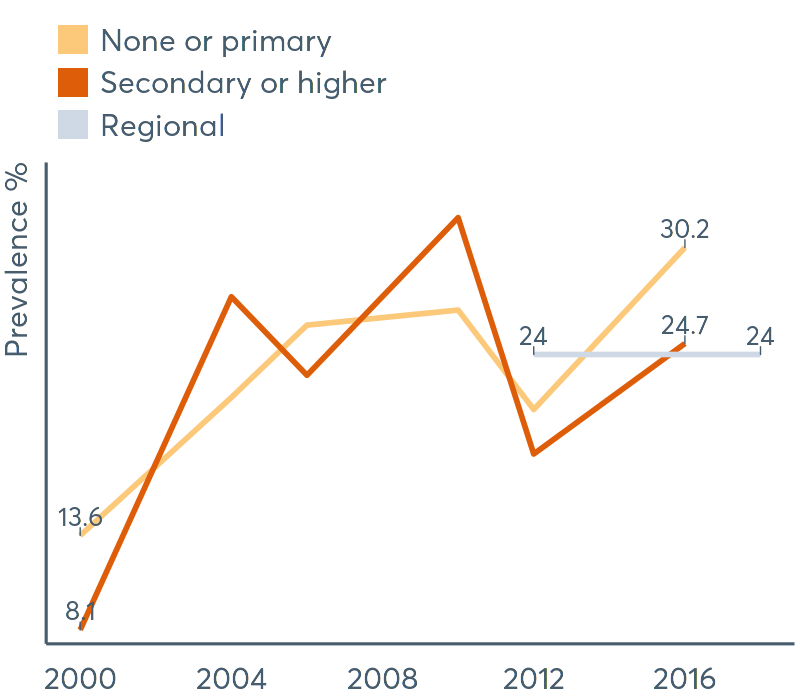 None or primary
Secondary or higher
Regional
Prevalence %
30.2
24.7
24
24
13.6
8.1
2000 2004 2008 2012 2016